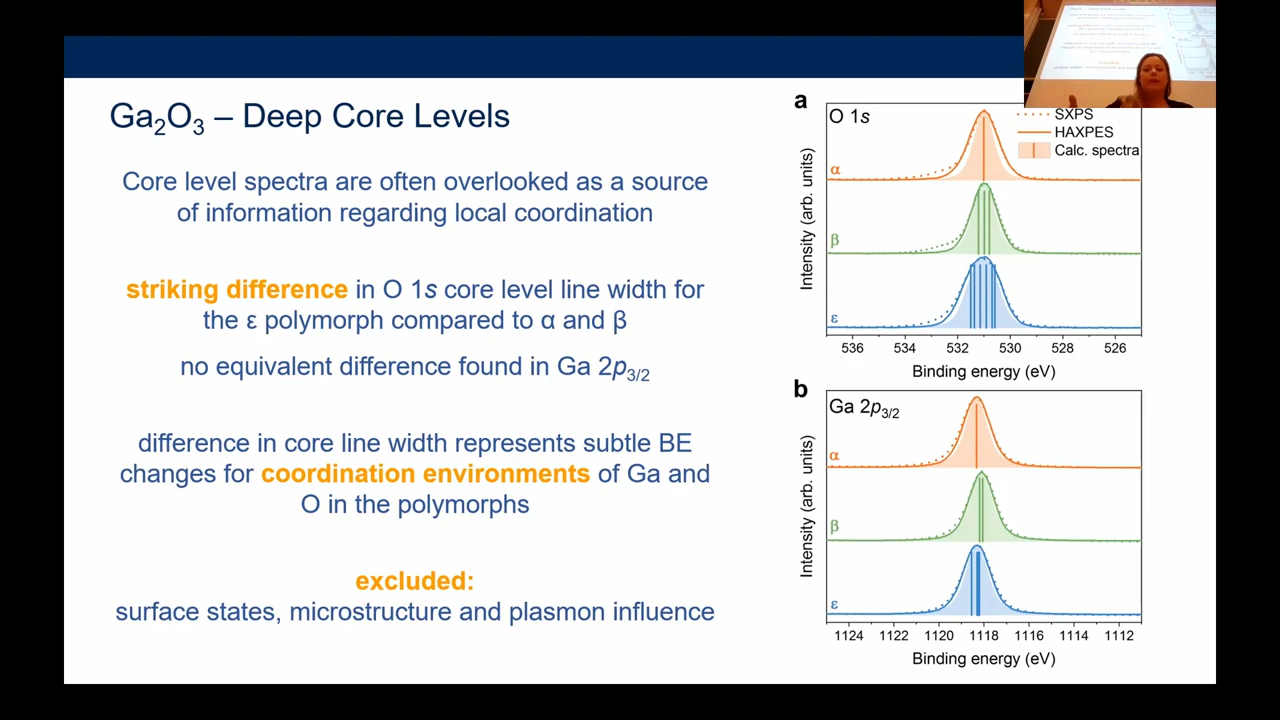 Ga₂O₃ – Deep Core Levels
Core level spectra are often overlooked as a source
of information regarding local coordination
striking difference in O 1s core level line width for
the ε polymorph compared to α and β
no equivalent difference found in Ga 2p₃/₂
difference in core line width represents subtle BE
changes for coordination environments of Ga and
O in the polymorphs
excluded:
surface states, microstructure and plasmon influence
a
O 1s
SXPS
HAXPES
Calc. spectra
α
β
ε
Intensity (arb. units)
536 534 532 530 528 526
Binding energy (eV)
b
Ga 2p₃/₂
α
β
ε
Intensity (arb. units)
1124 1122 1120 1118 1116 1114 1112
Binding energy (eV)